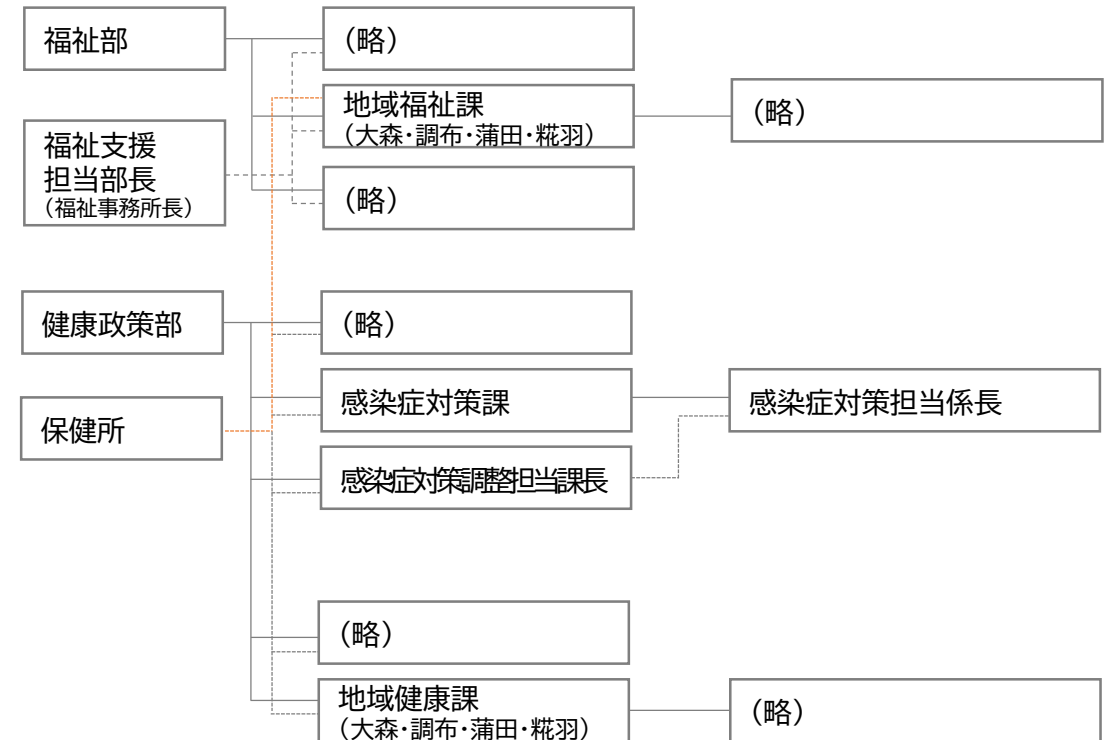 福祉部
（略）
地域福祉課
（大森・調布・蒲田・糀羽）
（略）
福祉支援
担当部長
（福祉事務所長）
（略）
健康政策部
（略）
感染症対策課
感染症対策担当係長
保健所
感染症対策調整担当課長
（略）
地域健康課
（大森・調布・蒲田・糀羽）
（略）